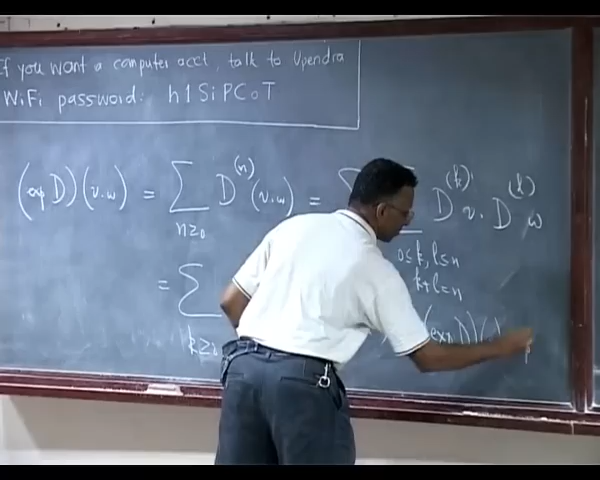 If you want a computer acct, talk to Upendra
WiFi password: h1SiPCoT
(exp D)(v.w) = ∑ D^(n) (v.w) = ∑ D^(k) v . D^(k) w
n≥0 0≤k,l≤n
k+l=n
= ∑
k≥0 (exp D)(